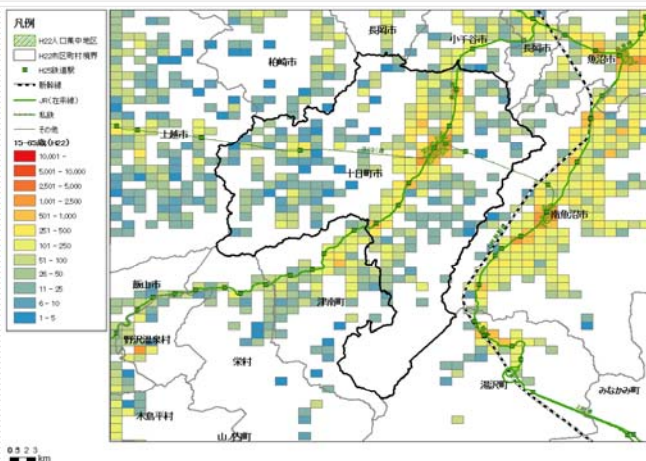 凡例
H22人口集中地区
H22市区町村境界
H25鉄道駅
新幹線
JR(在来線)
私鉄
その他
15-65歳(H22)
10,001 -
5,001 - 10,000
2,501 - 5,000
1,001 - 2,500
501 - 1,000
251 - 500
101 - 250
51 - 100
26 - 50
11 - 25
6 - 10
1 - 5
長岡市
小千谷市
長岡市
魚沼市
柏崎市
上越市
十日町市
南魚沼市
飯山市
津南町
野沢温泉村
栄村
湯沢町
みなかみ町
木島平村
山ノ内町
0 .5 1 2 3
km